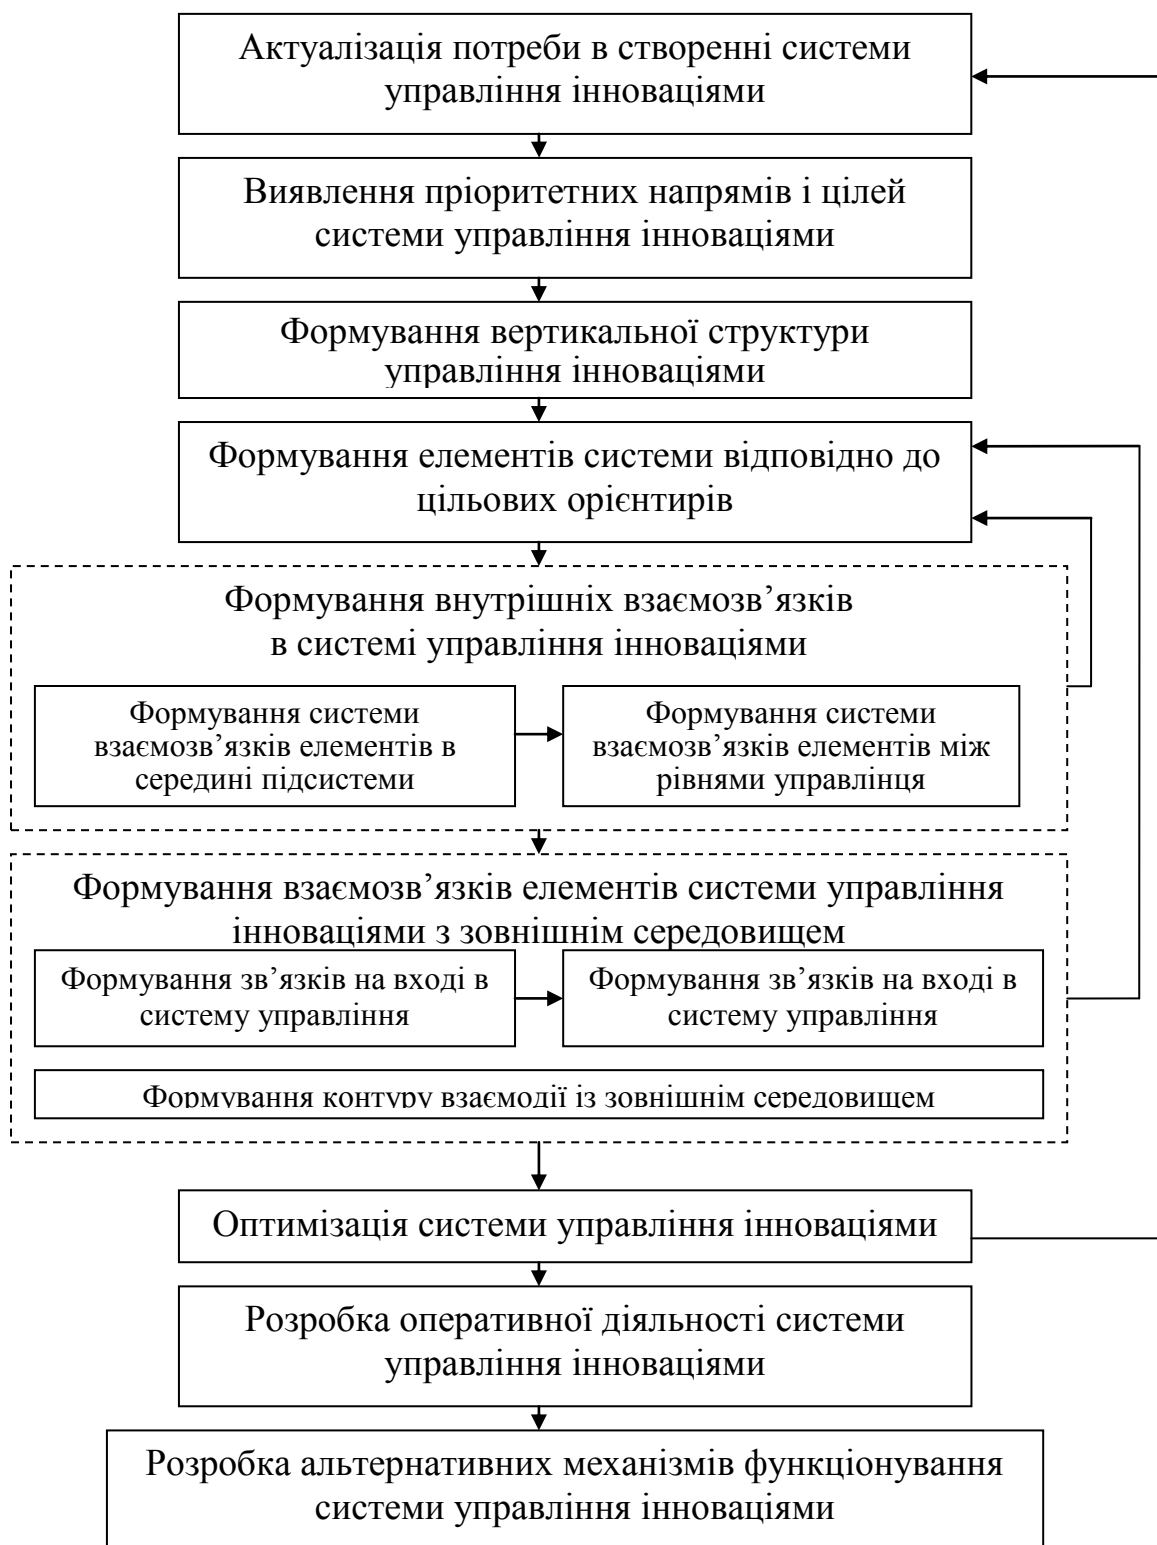 Актуалізація потреби в створенні системи
управління інноваціями
Виявлення пріоритетних напрямів і цілей
системи управління інноваціями
Формування вертикальної структури
управління інноваціями
Формування елементів системи відповідно до
цільових орієнтирів
Формування внутрішніх взаємозв’язків
в системі управління інноваціями
Формування системи
взаємозв’язків елементів в
середині підсистеми
Формування системи
взаємозв’язків елементів між
рівнями управлінця
Формування взаємозв’язків елементів системи управління
інноваціями з зовнішнім середовищем
Формування зв’язків на вході в
систему управління
Формування зв’язків на вході в
систему управління
Формування контуру взаємодії із зовнішнім середовищем
Оптимізація системи управління інноваціями
Розробка оперативної діяльності системи
управління інноваціями
Розробка альтернативних механізмів функціонування
системи управління інноваціями